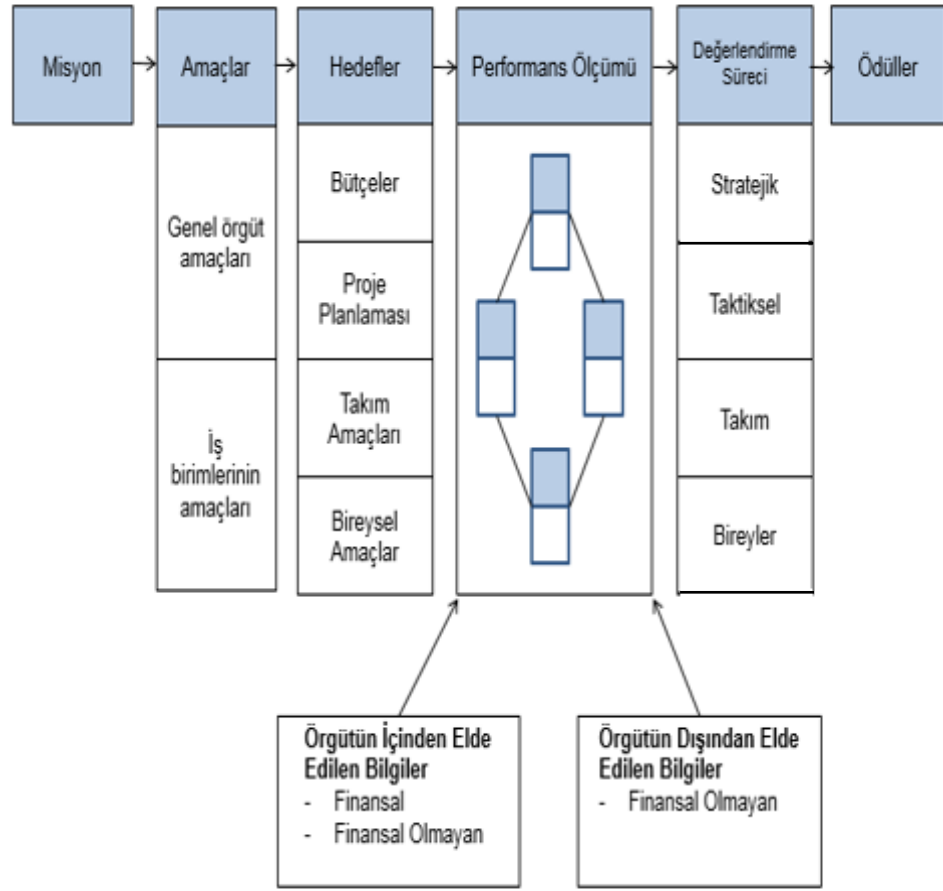 Misyon
Amaçlar
Hedefler
Performans Ölçümü
Değerlendirme
Süreci
Ödüller
Genel örgüt
amaçları
İş
birimlerinin
amaçları
Bütçeler
Proje
Planlaması
Takım
Amaçları
Bireysel
Amaçlar
Stratejik
Taktiksel
Takım
Bireyler
Örgütün İçinden Elde
Edilen Bilgiler
- Finansal
- Finansal Olmayan
Örgütün Dışından Elde
Edilen Bilgiler
- Finansal Olmayan